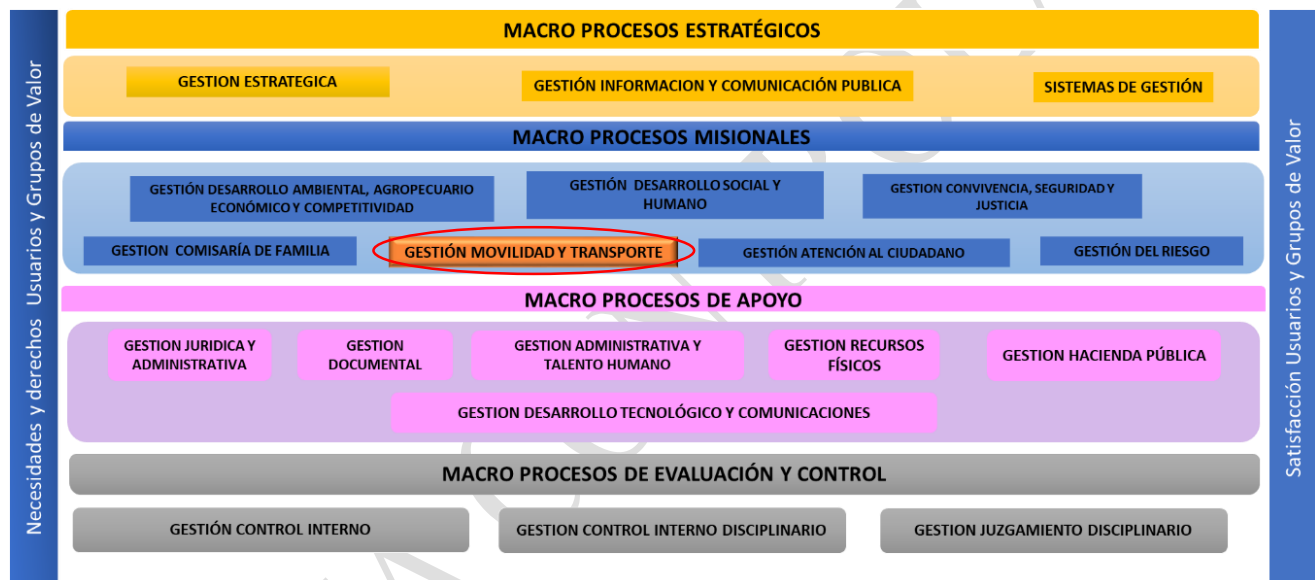 Necesidades y derechos Usuarios y Grupos de Valor
MACRO PROCESOS ESTRATÉGICOS
GESTION ESTRATEGICA
GESTIÓN INFORMACION Y COMUNICACIÓN PUBLICA
SISTEMAS DE GESTIÓN
MACRO PROCESOS MISIONALES
GESTIÓN DESARROLLO AMBIENTAL, AGROPECUARIO
ECONÓMICO Y COMPETITIVIDAD
GESTIÓN DESARROLLO SOCIAL Y
HUMANO
GESTION CONVIVENCIA, SEGURIDAD Y
JUSTICIA
GESTION COMISARÍA DE FAMILIA
GESTIÓN MOVILIDAD Y TRANSPORTE
GESTIÓN ATENCIÓN AL CIUDADANO
GESTIÓN DEL RIESGO
MACRO PROCESOS DE APOYO
GESTION JURIDICA Y
ADMINISTRATIVA
GESTION
DOCUMENTAL
GESTION ADMINISTRATIVA Y
TALENTO HUMANO
GESTION RECURSOS
FÍSICOS
GESTION HACIENDA PÚBLICA
GESTION DESARROLLO TECNOLÓGICO Y COMUNICACIONES
MACRO PROCESOS DE EVALUACIÓN Y CONTROL
GESTIÓN CONTROL INTERNO
GESTION CONTROL INTERNO DISCIPLINARIO
GESTION JUZGAMIENTO DISCIPLINARIO
Satisfacción Usuarios y Grupos de Valor